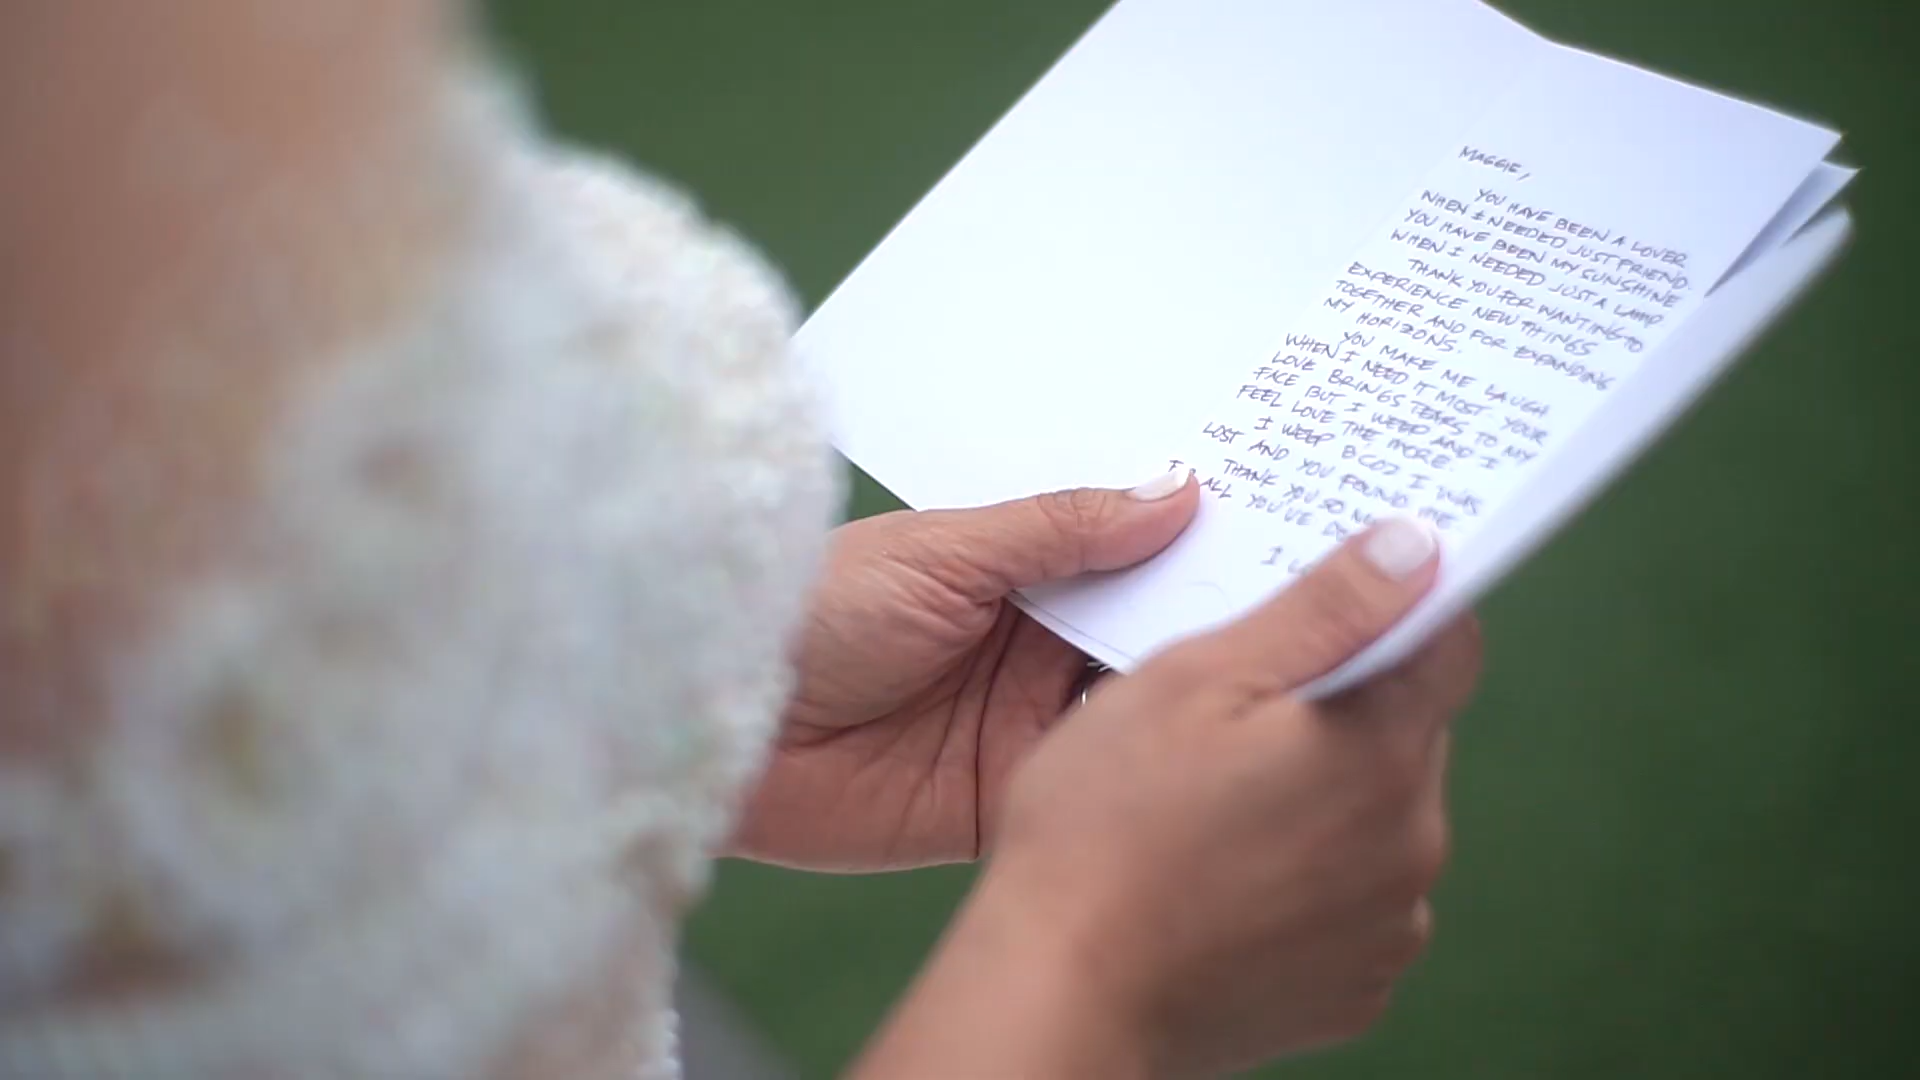 MAGGIE,
YOU HAVE BEEN A LOVER
WHEN I NEEDED JUST FRIEND.
YOU HAVE BEEN MY SUNSHINE
WHEN I NEEDED JUST A LAMP
THANK YOU FOR WANTING TO
EXPERIENCE NEW THINGS
TOGETHER AND FOR EXPANDING
MY HORIZONS.
YOU MAKE ME LAUGH
WHEN I NEED IT MOST. YOUR
LOVE BRINGS TEARS TO MY
FACE BUT I WEEP AND I
FEEL LOVE THE MORE.
I WEEP BCOZ I WAS
LOST AND YOU FOUND ME.
THANK YOU SO
ALL YOU'VE
I